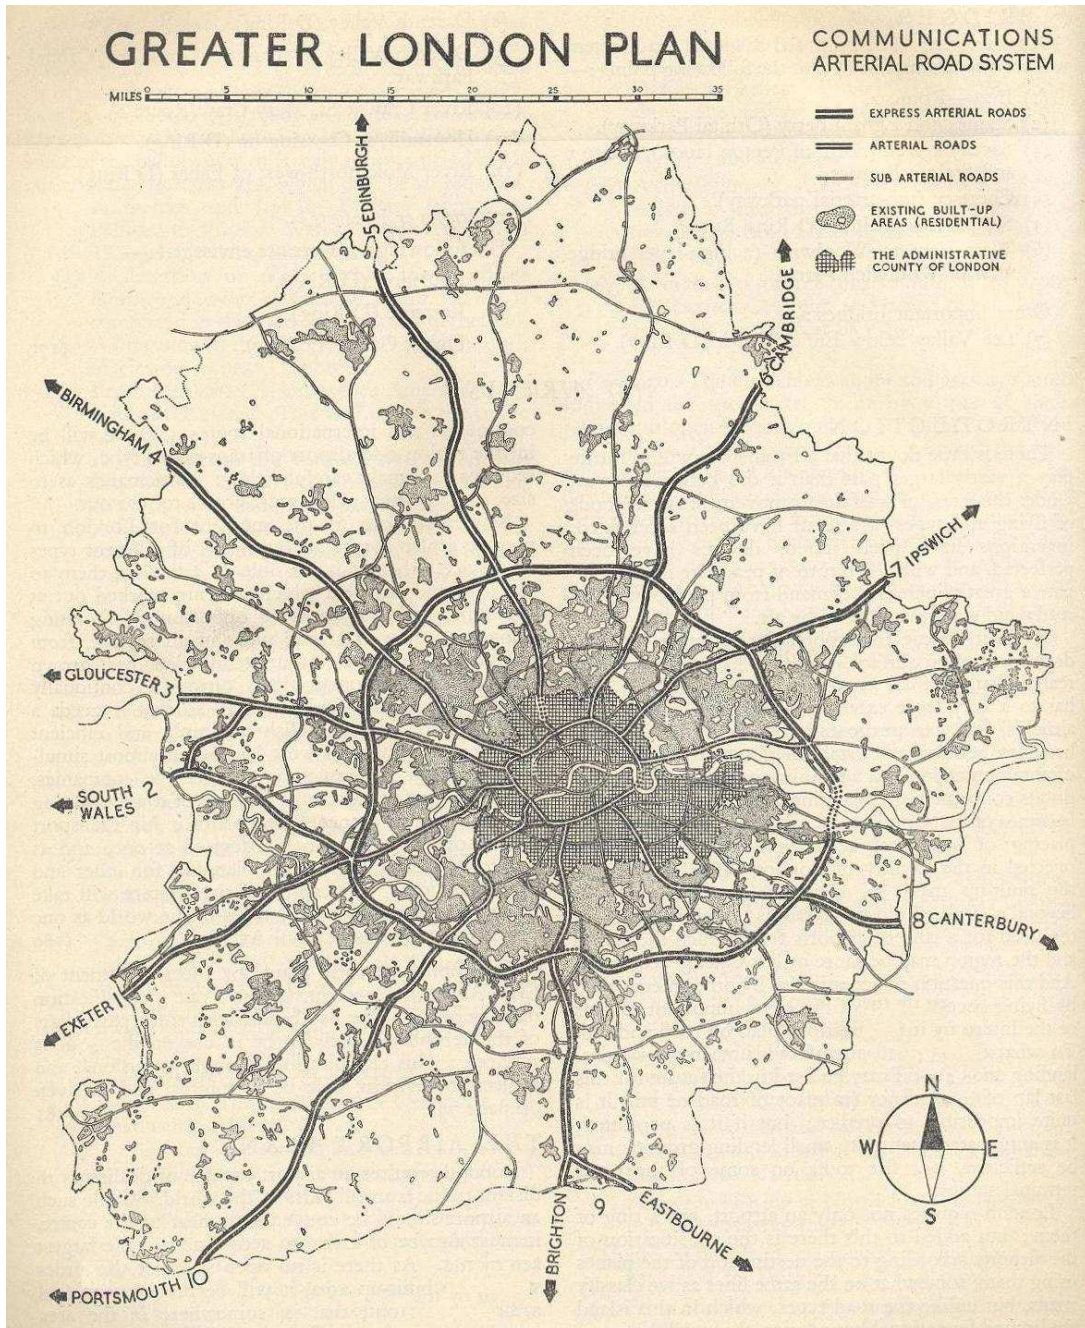 GREATER LONDON PLAN
MILES 0 5 10 15 20 25 30 35
COMMUNICATIONS
ARTERIAL ROAD SYSTEM
EXPRESS ARTERIAL ROADS
ARTERIAL ROADS
SUB ARTERIAL ROADS
EXISTING BUILT-UP
AREAS (RESIDENTIAL)
THE ADMINISTRATIVE
COUNTY OF LONDON
5 EDINBURGH
6 CAMBRIDGE
BIRMINGHAM 4
7 IPSWICH
GLOUCESTER 3
SOUTH
WALES 2
8 CANTERBURY
EXETER 1
N
W E
S
BRIGHTON
9
EASTBOURNE
PORTSMOUTH 10